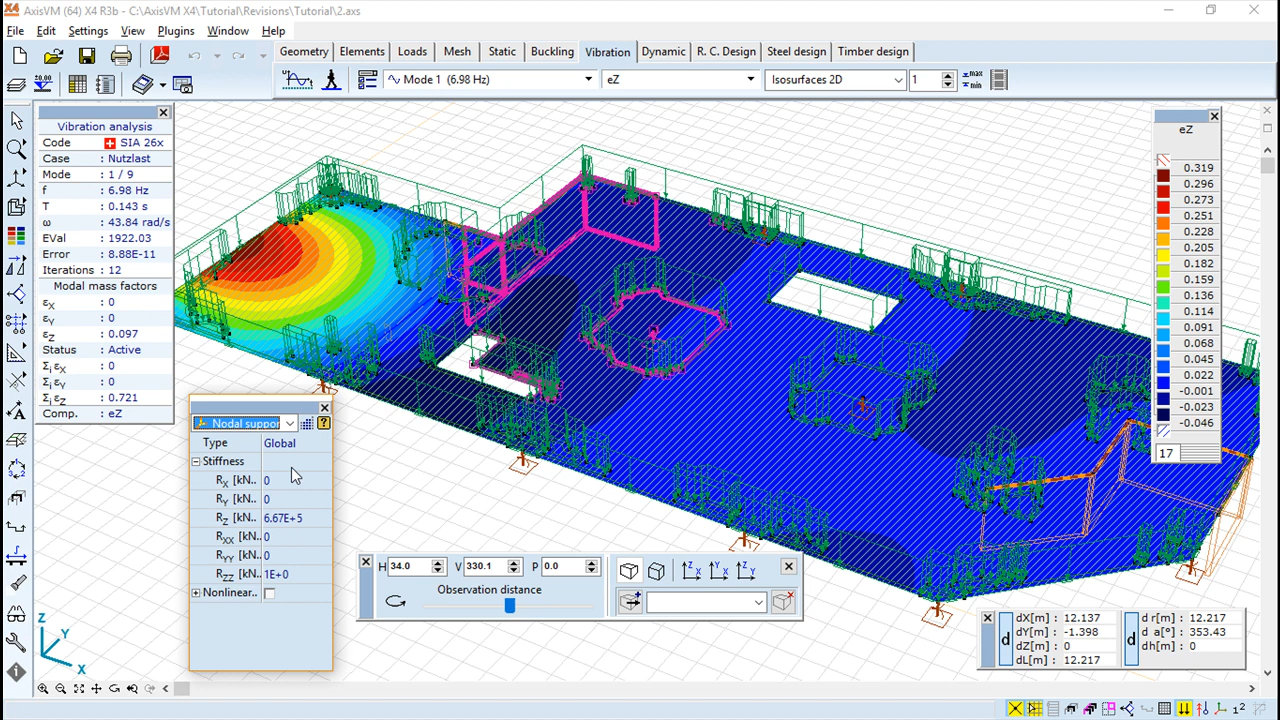 AxisVM (64) X4 R3b - C:\AxisVM X4\Tutorial\Revisions\Tutorial\2.axs
File Edit Settings View Plugins Window Help
Geometry Elements Loads Mesh Static Buckling Vibration Dynamic R. C. Design Steel design Timber design
Mode 1 (6.98 Hz) eZ Isosurfaces 2D 1 max min
Vibration analysis
Code : SIA 26x
Case : Nutzlast
Mode : 1 / 9
f : 6.98 Hz
T : 0.143 s
ω : 43.84 rad/s
EVal : 1922.03
Error : 8.88E-11
Iterations : 12
Modal mass factors
εX : 0
εY : 0
εZ : 0.097
Status : Active
Σi εX : 0
Σi εY : 0
Σi εZ : 0.721
Comp. : eZ
eZ
0.319
0.296
0.273
0.251
0.228
0.205
0.182
0.159
0.136
0.114
0.091
0.068
0.045
0.022
-0.001
-0.023
-0.046
17
Nodal suppor
Type Global
Stiffness
RX [kN.. 0
RY [kN.. 0
RZ [kN.. 6.67E+5
RXX [kN.. 0
RYY [kN.. 0
RZZ [kN.. 1E+0
Nonlinear..
H 34.0 V 330.1 P 0.0
Observation distance
Z X Y X Z Y
d dX[m] : 12.137
dY[m] : -1.398
dZ[m] : 0
dL[m] : 12.217
d d r[m] : 12.217
d a[°] : 353.43
dh[m] : 0
Z
Y
X